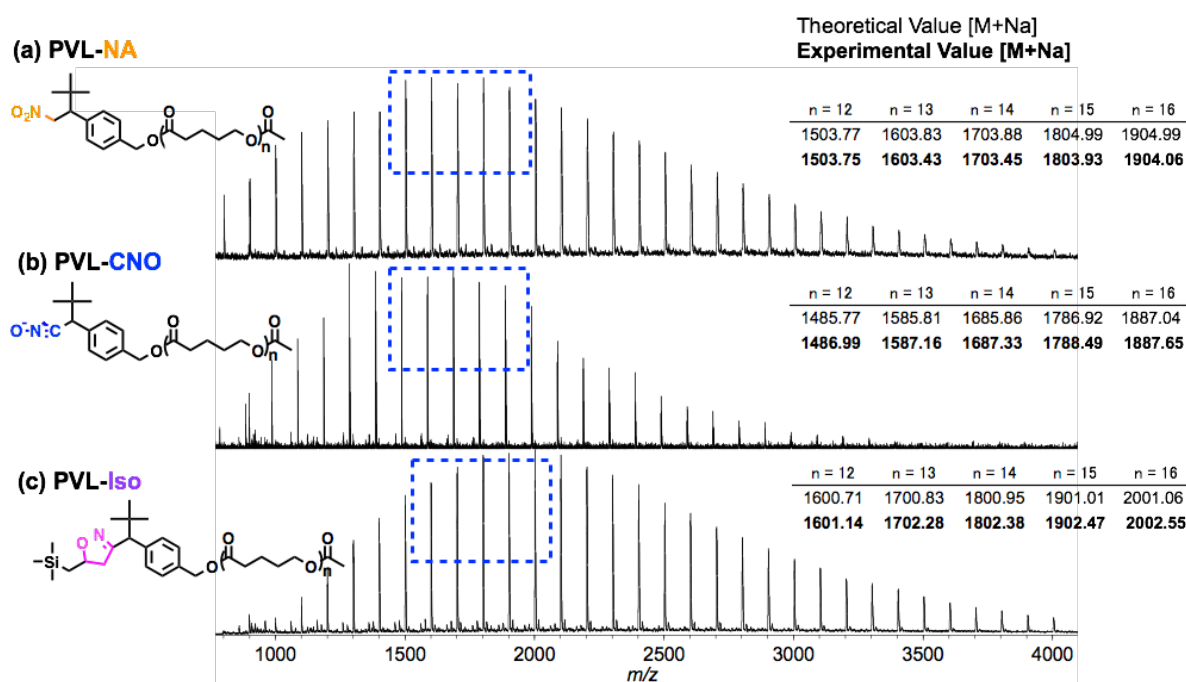 Theoretical Value [M+Na]
Experimental Value [M+Na]
(a) PVL-NA
O₂N
O
O
O
O
n
n = 12 n = 13 n = 14 n = 15 n = 16
1503.77 1603.83 1703.88 1804.99 1904.99
1503.75 1603.43 1703.45 1803.93 1904.06
(b) PVL-CNO
O⁻-N≡C
O
O
O
O
n
n = 12 n = 13 n = 14 n = 15 n = 16
1485.77 1585.81 1685.86 1786.92 1887.04
1486.99 1587.16 1687.33 1788.49 1887.65
(c) PVL-Iso
N
O
Si
O
O
O
O
n
n = 12 n = 13 n = 14 n = 15 n = 16
1600.71 1700.83 1800.95 1901.01 2001.06
1601.14 1702.28 1802.38 1902.47 2002.55
1000 1500 2000 2500 3000 3500 4000
m/z